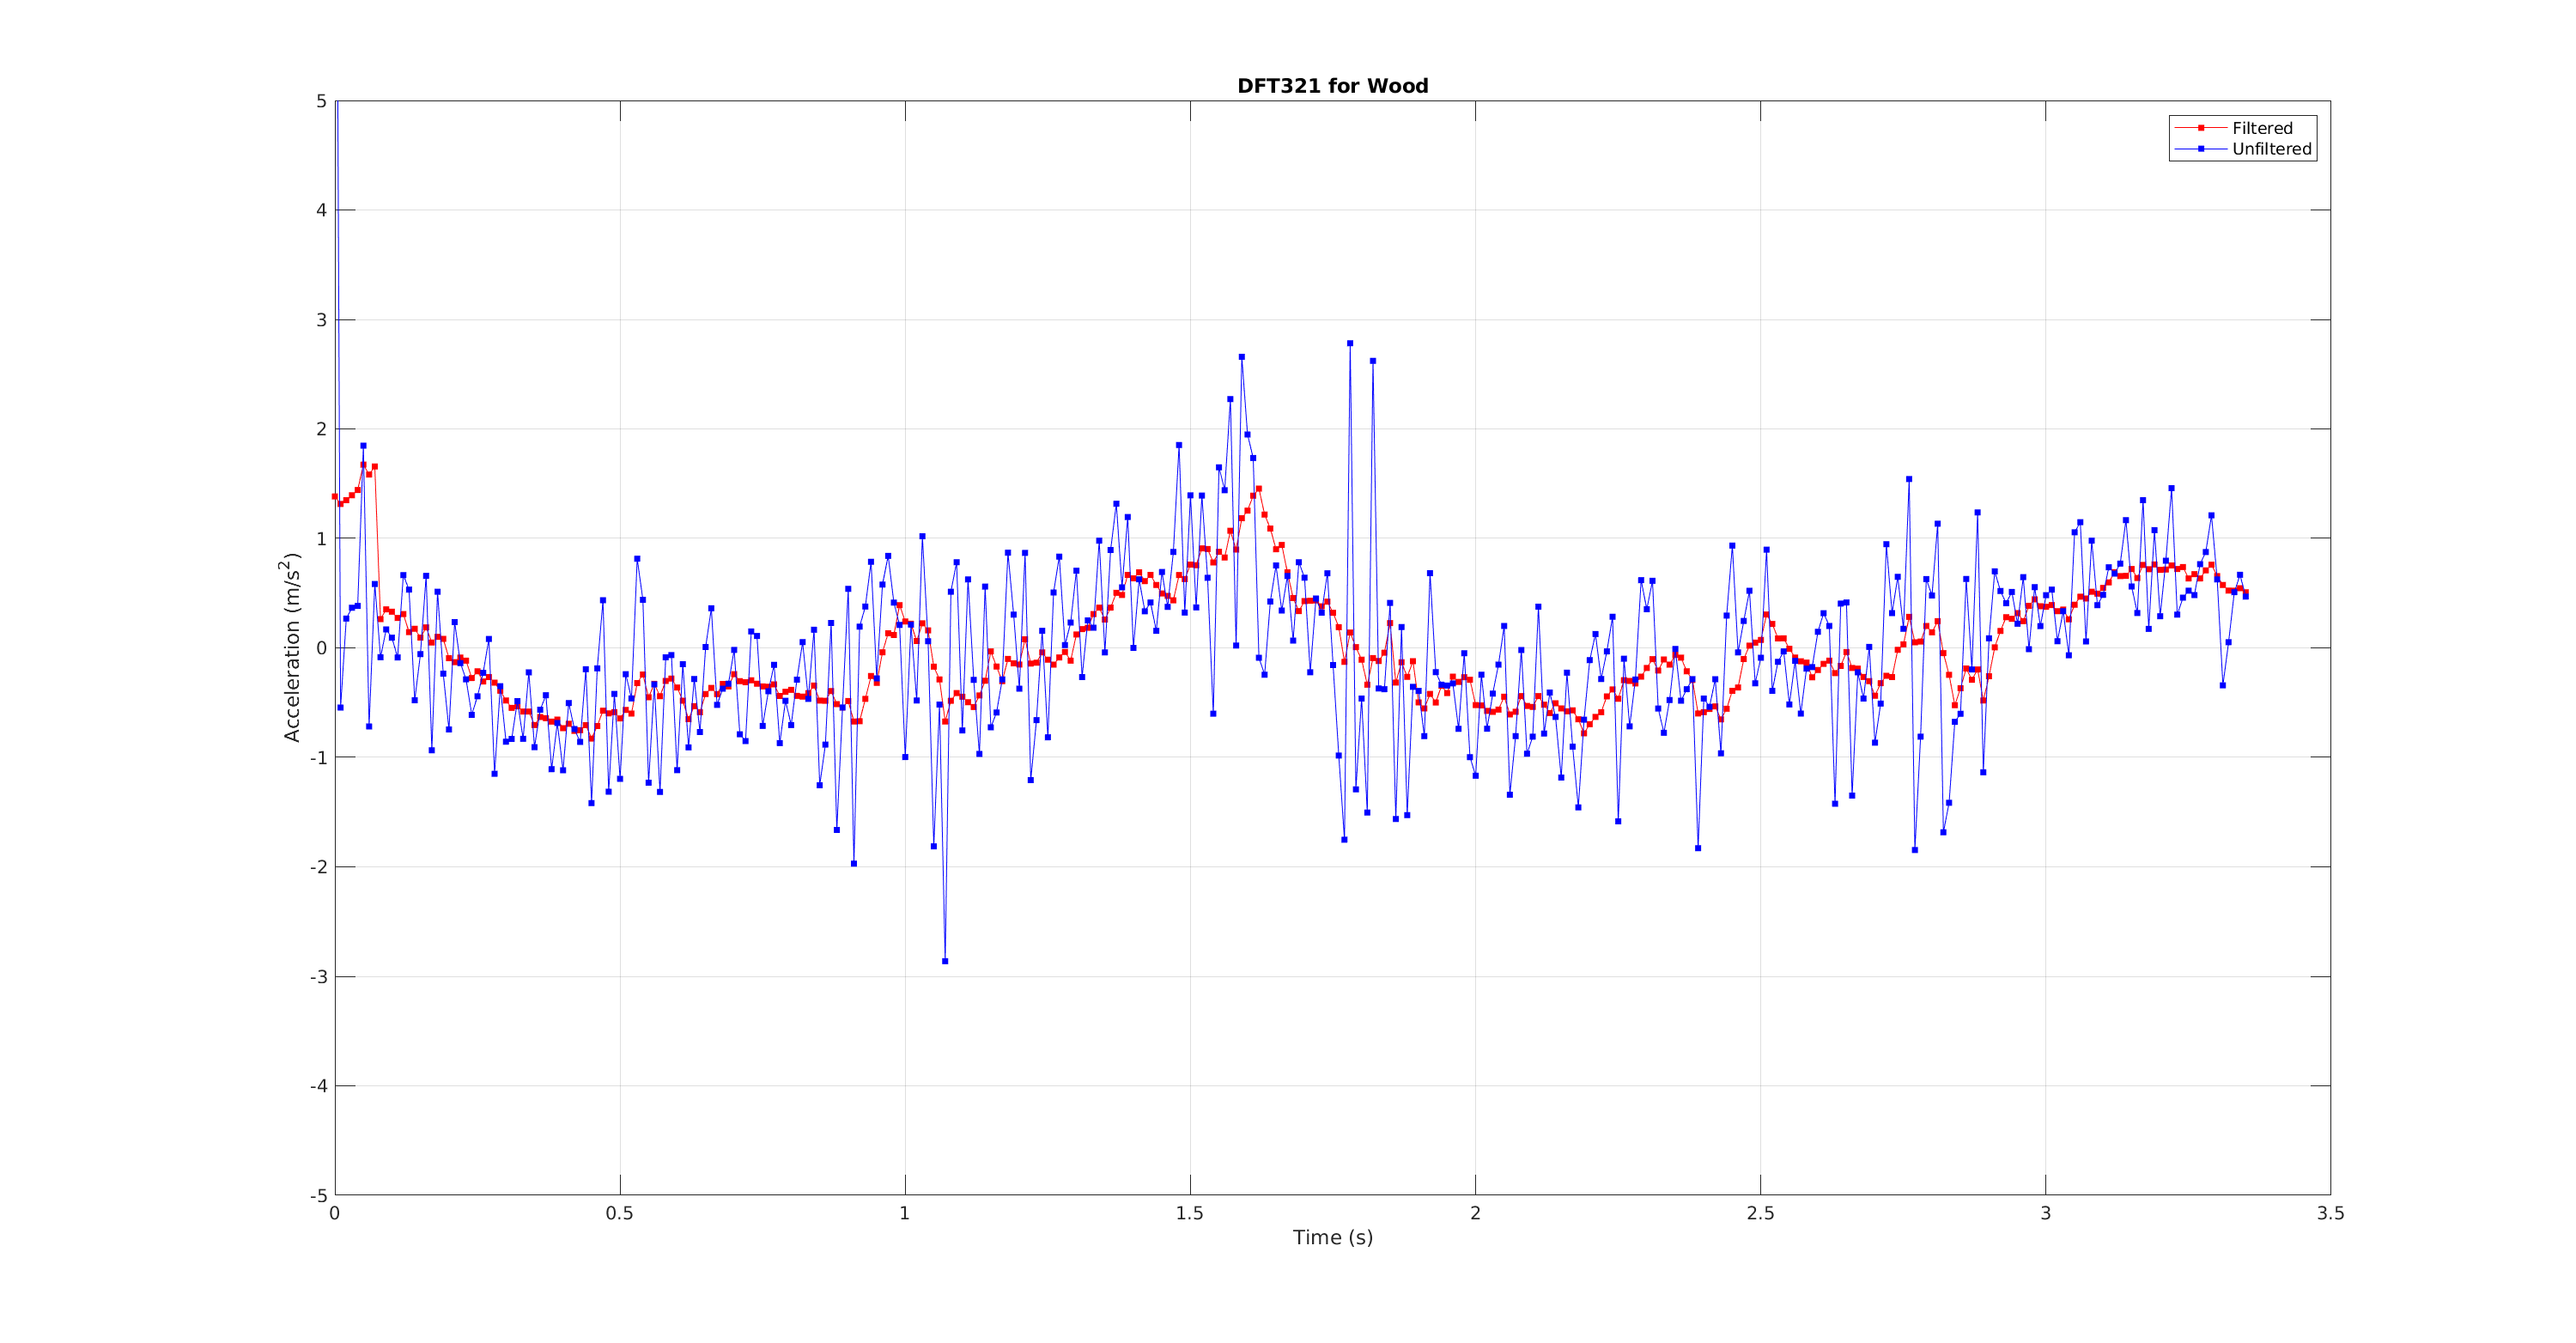 DFT321 for Wood
Filtered
Unfiltered
5
4
3
2
1
0
-1
-2
-3
-4
-5
Acceleration (m/s²)
0 0.5 1 1.5 2 2.5 3 3.5
Time (s)